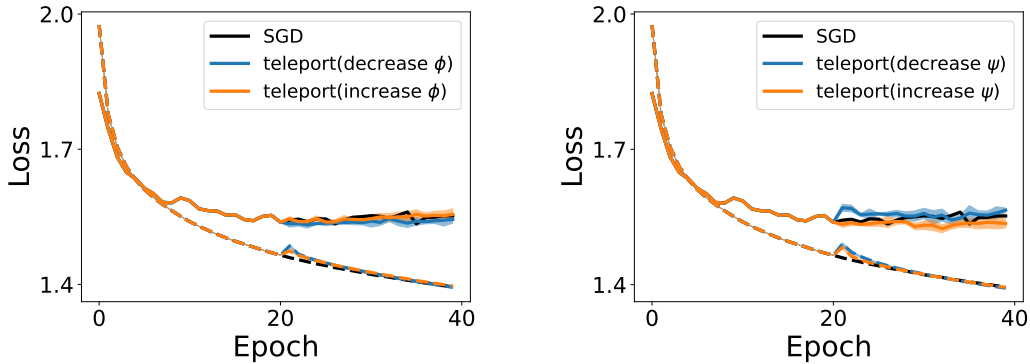 2.0
1.7
1.4
Loss
0
20
40
Epoch
SGD
teleport(decrease ϕ)
teleport(increase ϕ)
2.0
1.7
1.4
Loss
0
20
40
Epoch
SGD
teleport(decrease ψ)
teleport(increase ψ)